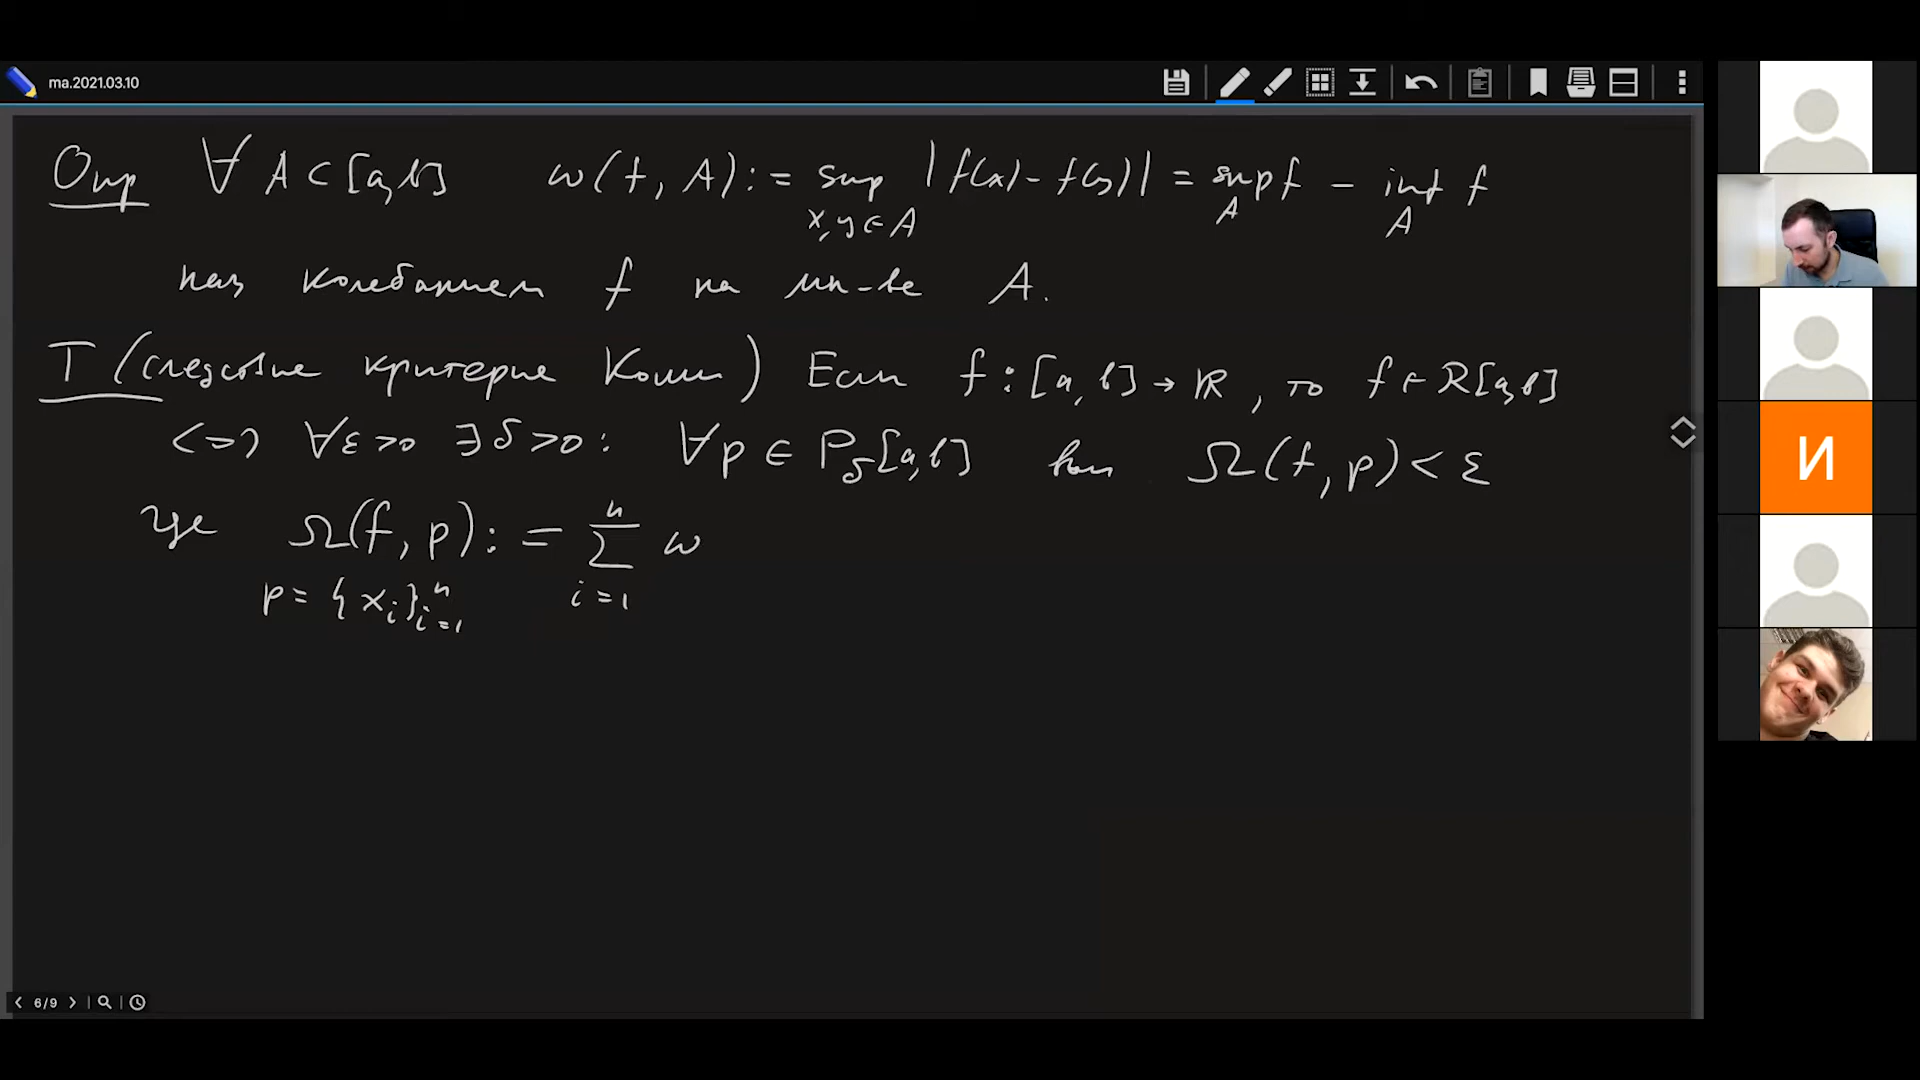 ma.2021.03.10
Опр ∀ A ⊂ [a,b] ω(f, A) := sup |f(x) - f(y)| = sup f - inf f
x, y ∈ A A A
наз колебанием f на мн-ве A.
Т (следствие критерия Коши) Если f : [a, b] → ℝ, то f ∈ R[a,b]
<=> ∀ε>0 ∃δ>0: ∀p ∈ P_δ[a,b] вып Ω(f, p) < ε
где Ω(f, p) := ∑ ω
n
p = {x_i}_{i=1}^n i = 1
И
6/9